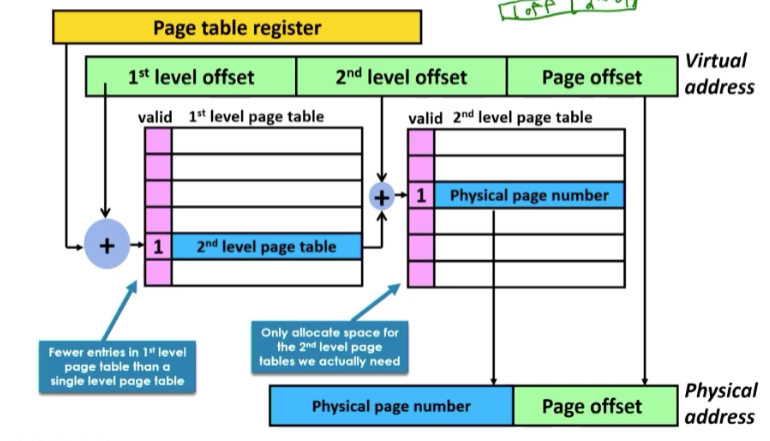 Page table register
1st level offset
2nd level offset
Page offset
Virtual
address
valid 1st level page table
valid 2nd level page table
1 Physical page number
+
+
1 2nd level page table
Fewer entries in 1st level
page table than a
single level page table
Only allocate space for
the 2nd level page
tables we actually need
Physical page number
Page offset
Physical
address